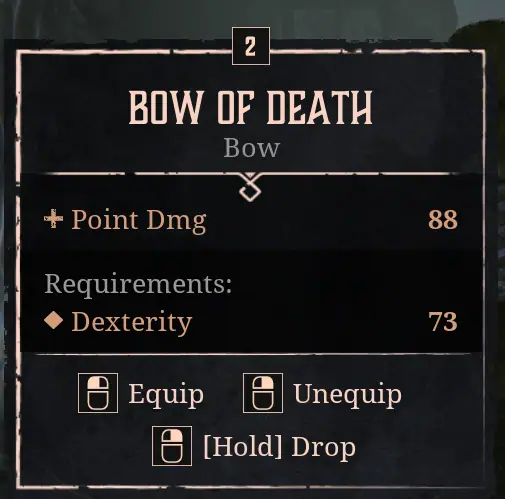 2
BOW OF DEATH
Bow
Point Dmg 88
Requirements:
Dexterity 73
Equip Unequip
[Hold] Drop